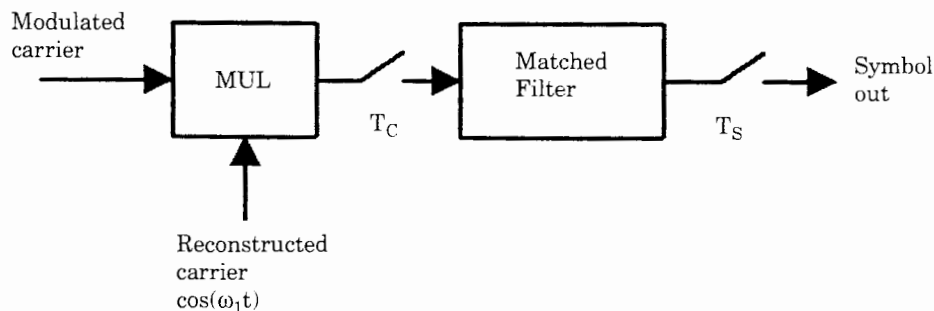 Modulated
carrier
MUL
T_C
Matched
Filter
T_S
Symbol
out
Reconstructed
carrier
cos(ω₁t)